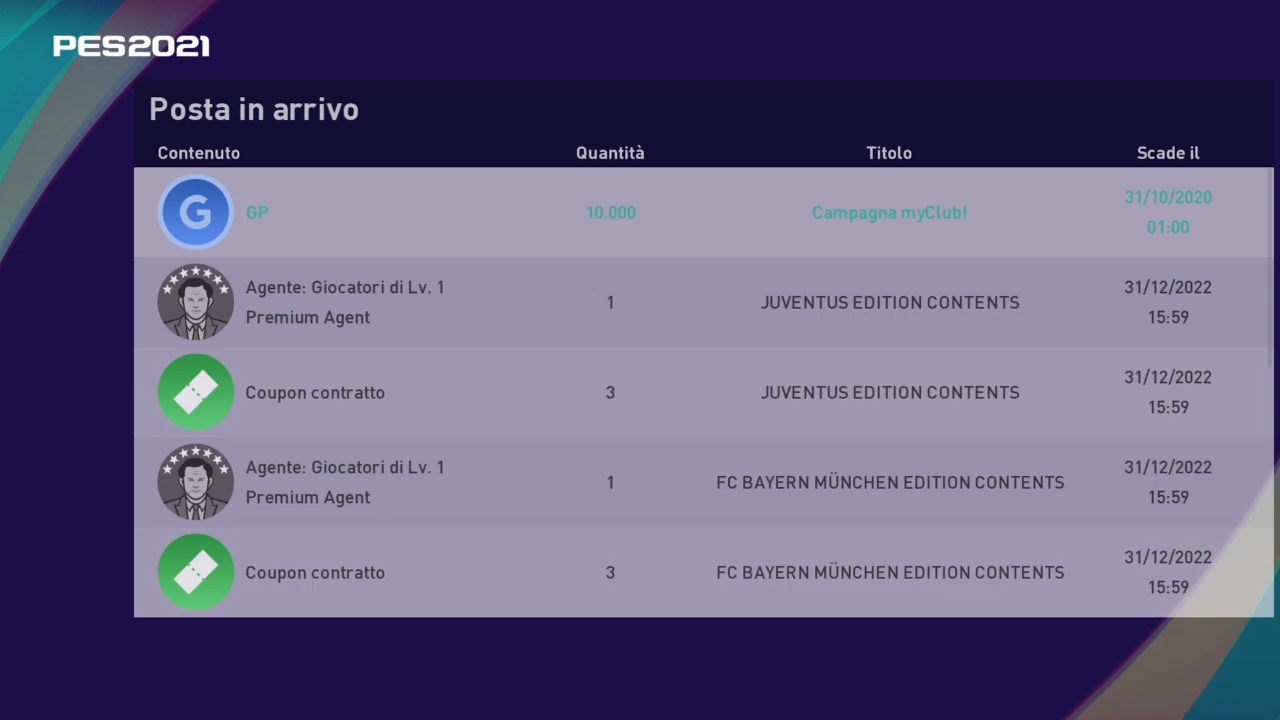 PES2021
Posta in arrivo
Contenuto Quantità Titolo Scade il
GP 10.000 Campagna myClub! 31/10/2020 01:00
Agente: Giocatori di Lv. 1 Premium Agent 1 JUVENTUS EDITION CONTENTS 31/12/2022 15:59
Coupon contratto 3 JUVENTUS EDITION CONTENTS 31/12/2022 15:59
Agente: Giocatori di Lv. 1 Premium Agent 1 FC BAYERN MÜNCHEN EDITION CONTENTS 31/12/2022 15:59
Coupon contratto 3 FC BAYERN MÜNCHEN EDITION CONTENTS 31/12/2022 15:59